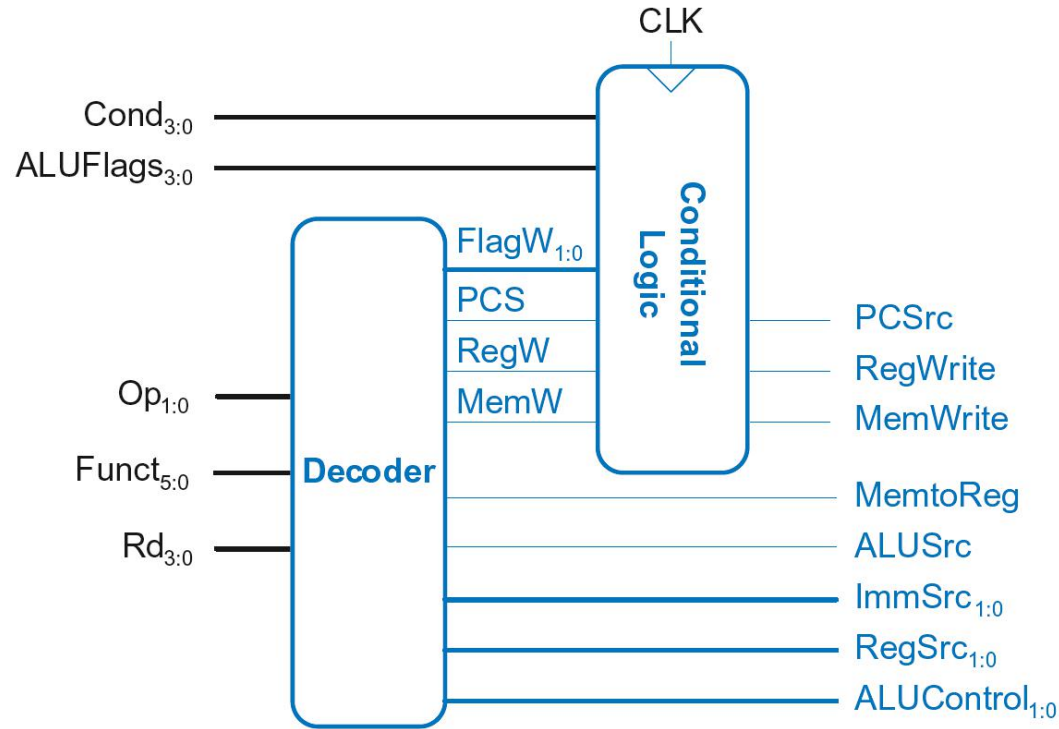 CLK
Cond3:0
ALUFlags3:0
Conditional
Logic
FlagW1:0
PCS
PCSrc
RegW
RegWrite
MemW
MemWrite
Op1:0
Funct5:0
Decoder
Rd3:0
MemtoReg
ALUSrc
ImmSrc1:0
RegSrc1:0
ALUControl1:0